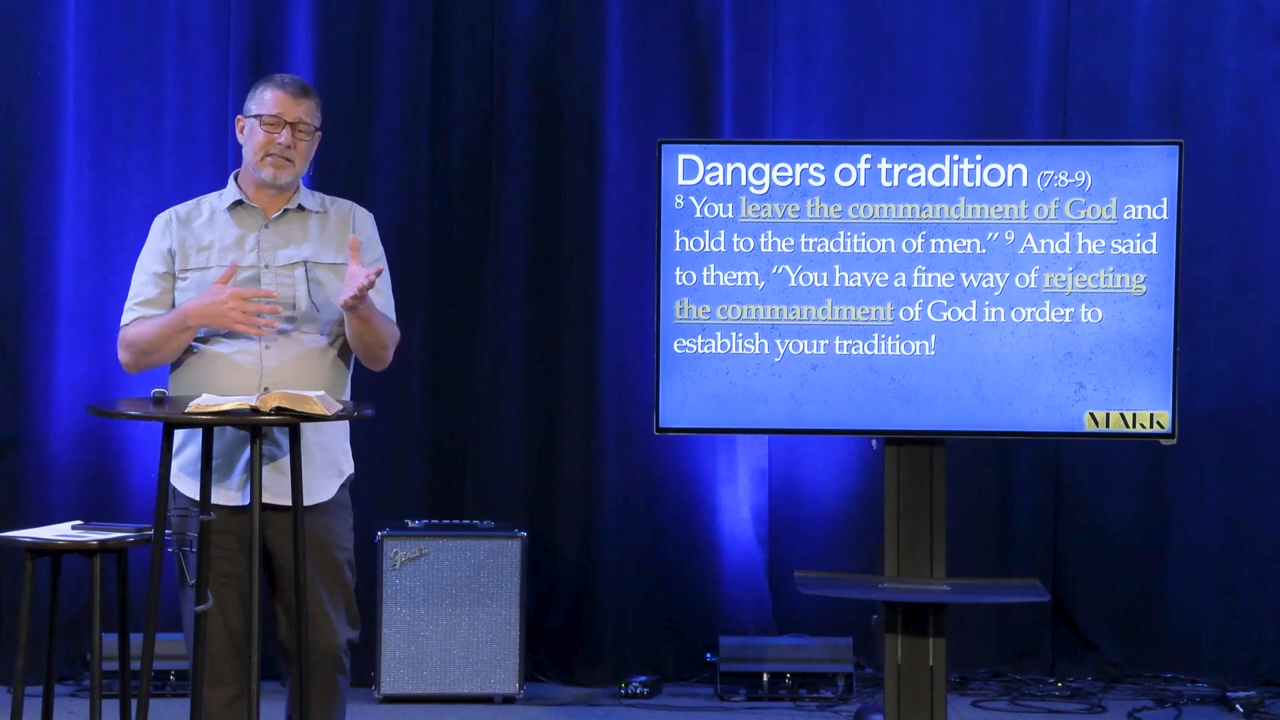 Dangers of tradition (7:8-9)
⁸ You leave the commandment of God and
hold to the tradition of men.” ⁹ And he said
to them, “You have a fine way of rejecting
the commandment of God in order to
establish your tradition!
MARK
Fender